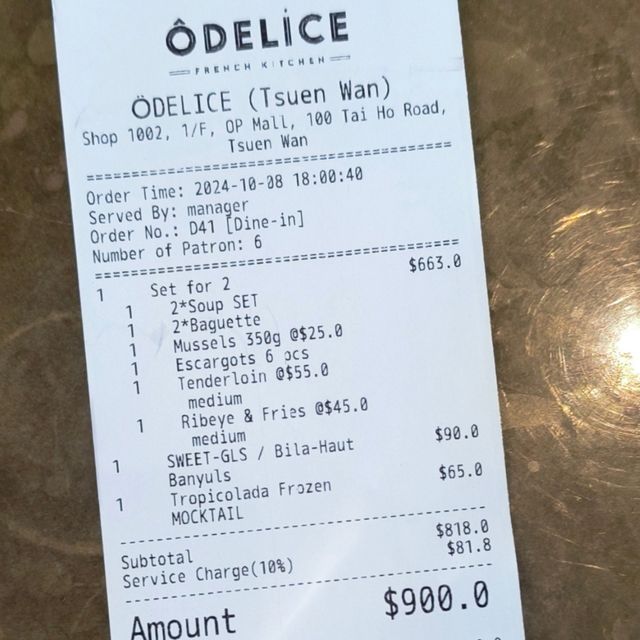 ÔDELİCE
FRENCH KITCHEN
ÖDELICE (Tsuen Wan)
Shop 1002, 1/F, OP Mall, 100 Tai Ho Road,
Tsuen Wan
Order Time: 2024-10-08 18:00:40
Served By: manager
Order No.: D41 [Dine-in]
Number of Patron: 6
1 Set for 2 $663.0
1 2*Soup SET
1 2*Baguette
1 Mussels 350g @$25.0
1 Escargots 6 pcs
1 Tenderloin @$55.0
medium
1 Ribeye & Fries @$45.0
medium
1 SWEET-GLS / Bila-Haut $90.0
Banyuls
1 Tropicolada Frozen $65.0
MOCKTAIL
Subtotal $818.0
Service Charge(10%) $81.8
Amount $900.0